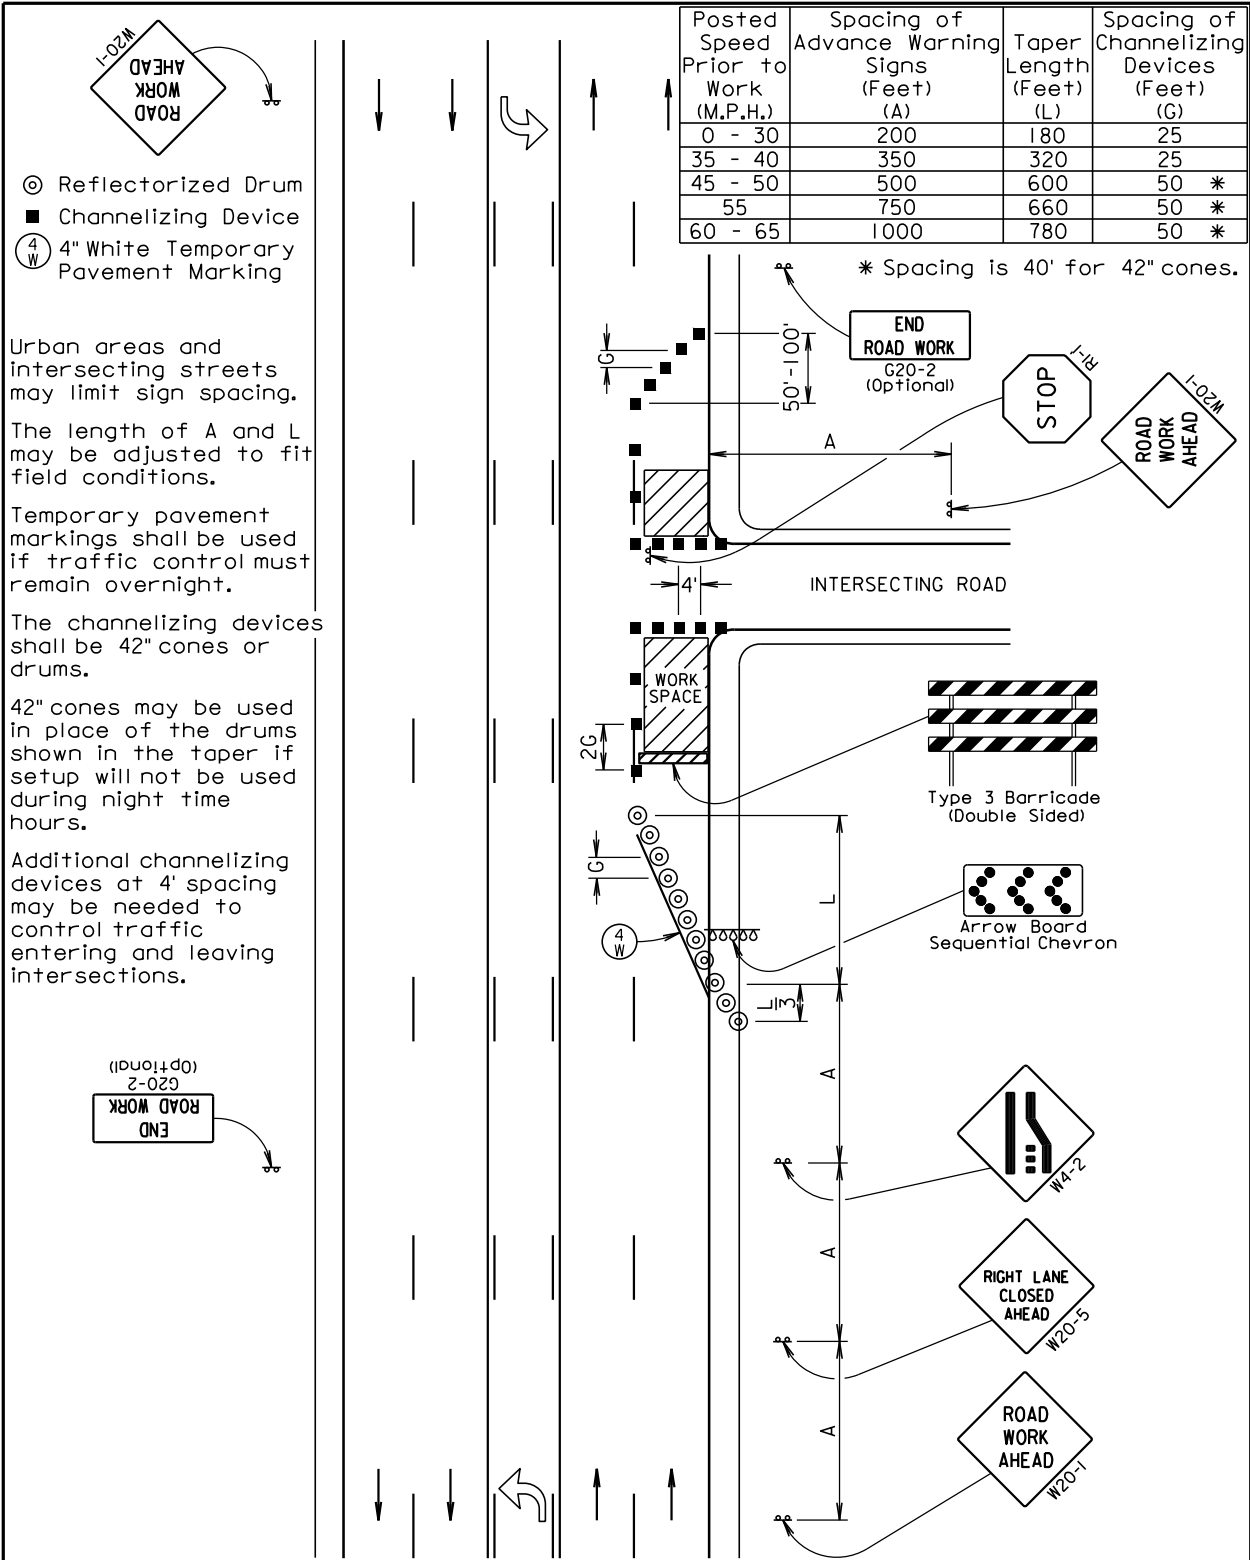 W20-1
ROAD
WORK
AHEAD
Reflectorized Drum
Channelizing Device
4
W
4" White Temporary
Pavement Marking
Urban areas and
intersecting streets
may limit sign spacing.
The length of A and L
may be adjusted to fit
field conditions.
Temporary pavement
markings shall be used
if traffic control must
remain overnight.
The channelizing devices
shall be 42" cones or
drums.
42" cones may be used
in place of the drums
shown in the taper if
setup will not be used
during night time
hours.
Additional channelizing
devices at 4' spacing
may be needed to
control traffic
entering and leaving
intersections.
END
ROAD WORK
G20-2
(Optional)
Posted Speed Prior to Work (M.P.H.) Spacing of Advance Warning Signs (Feet) (A) Taper Length (Feet) (L) Spacing of Channelizing Devices (Feet) (G)
0 - 30 200 180 25
35 - 40 350 320 25
45 - 50 500 600 50 *
55 750 660 50 *
60 - 65 1000 780 50 *
* Spacing is 40' for 42" cones.
END
ROAD WORK
G20-2
(Optional)
G
50'-100'
STOP
R1-1
ROAD
WORK
AHEAD
W20-1
A
4'
INTERSECTING ROAD
WORK
SPACE
2G
Type 3 Barricade
(Double Sided)
G
L
4
W
Arrow Board
Sequential Chevron
L
3
A
W4-2
A
RIGHT LANE
CLOSED
AHEAD
W20-5
A
ROAD
WORK
AHEAD
W20-1